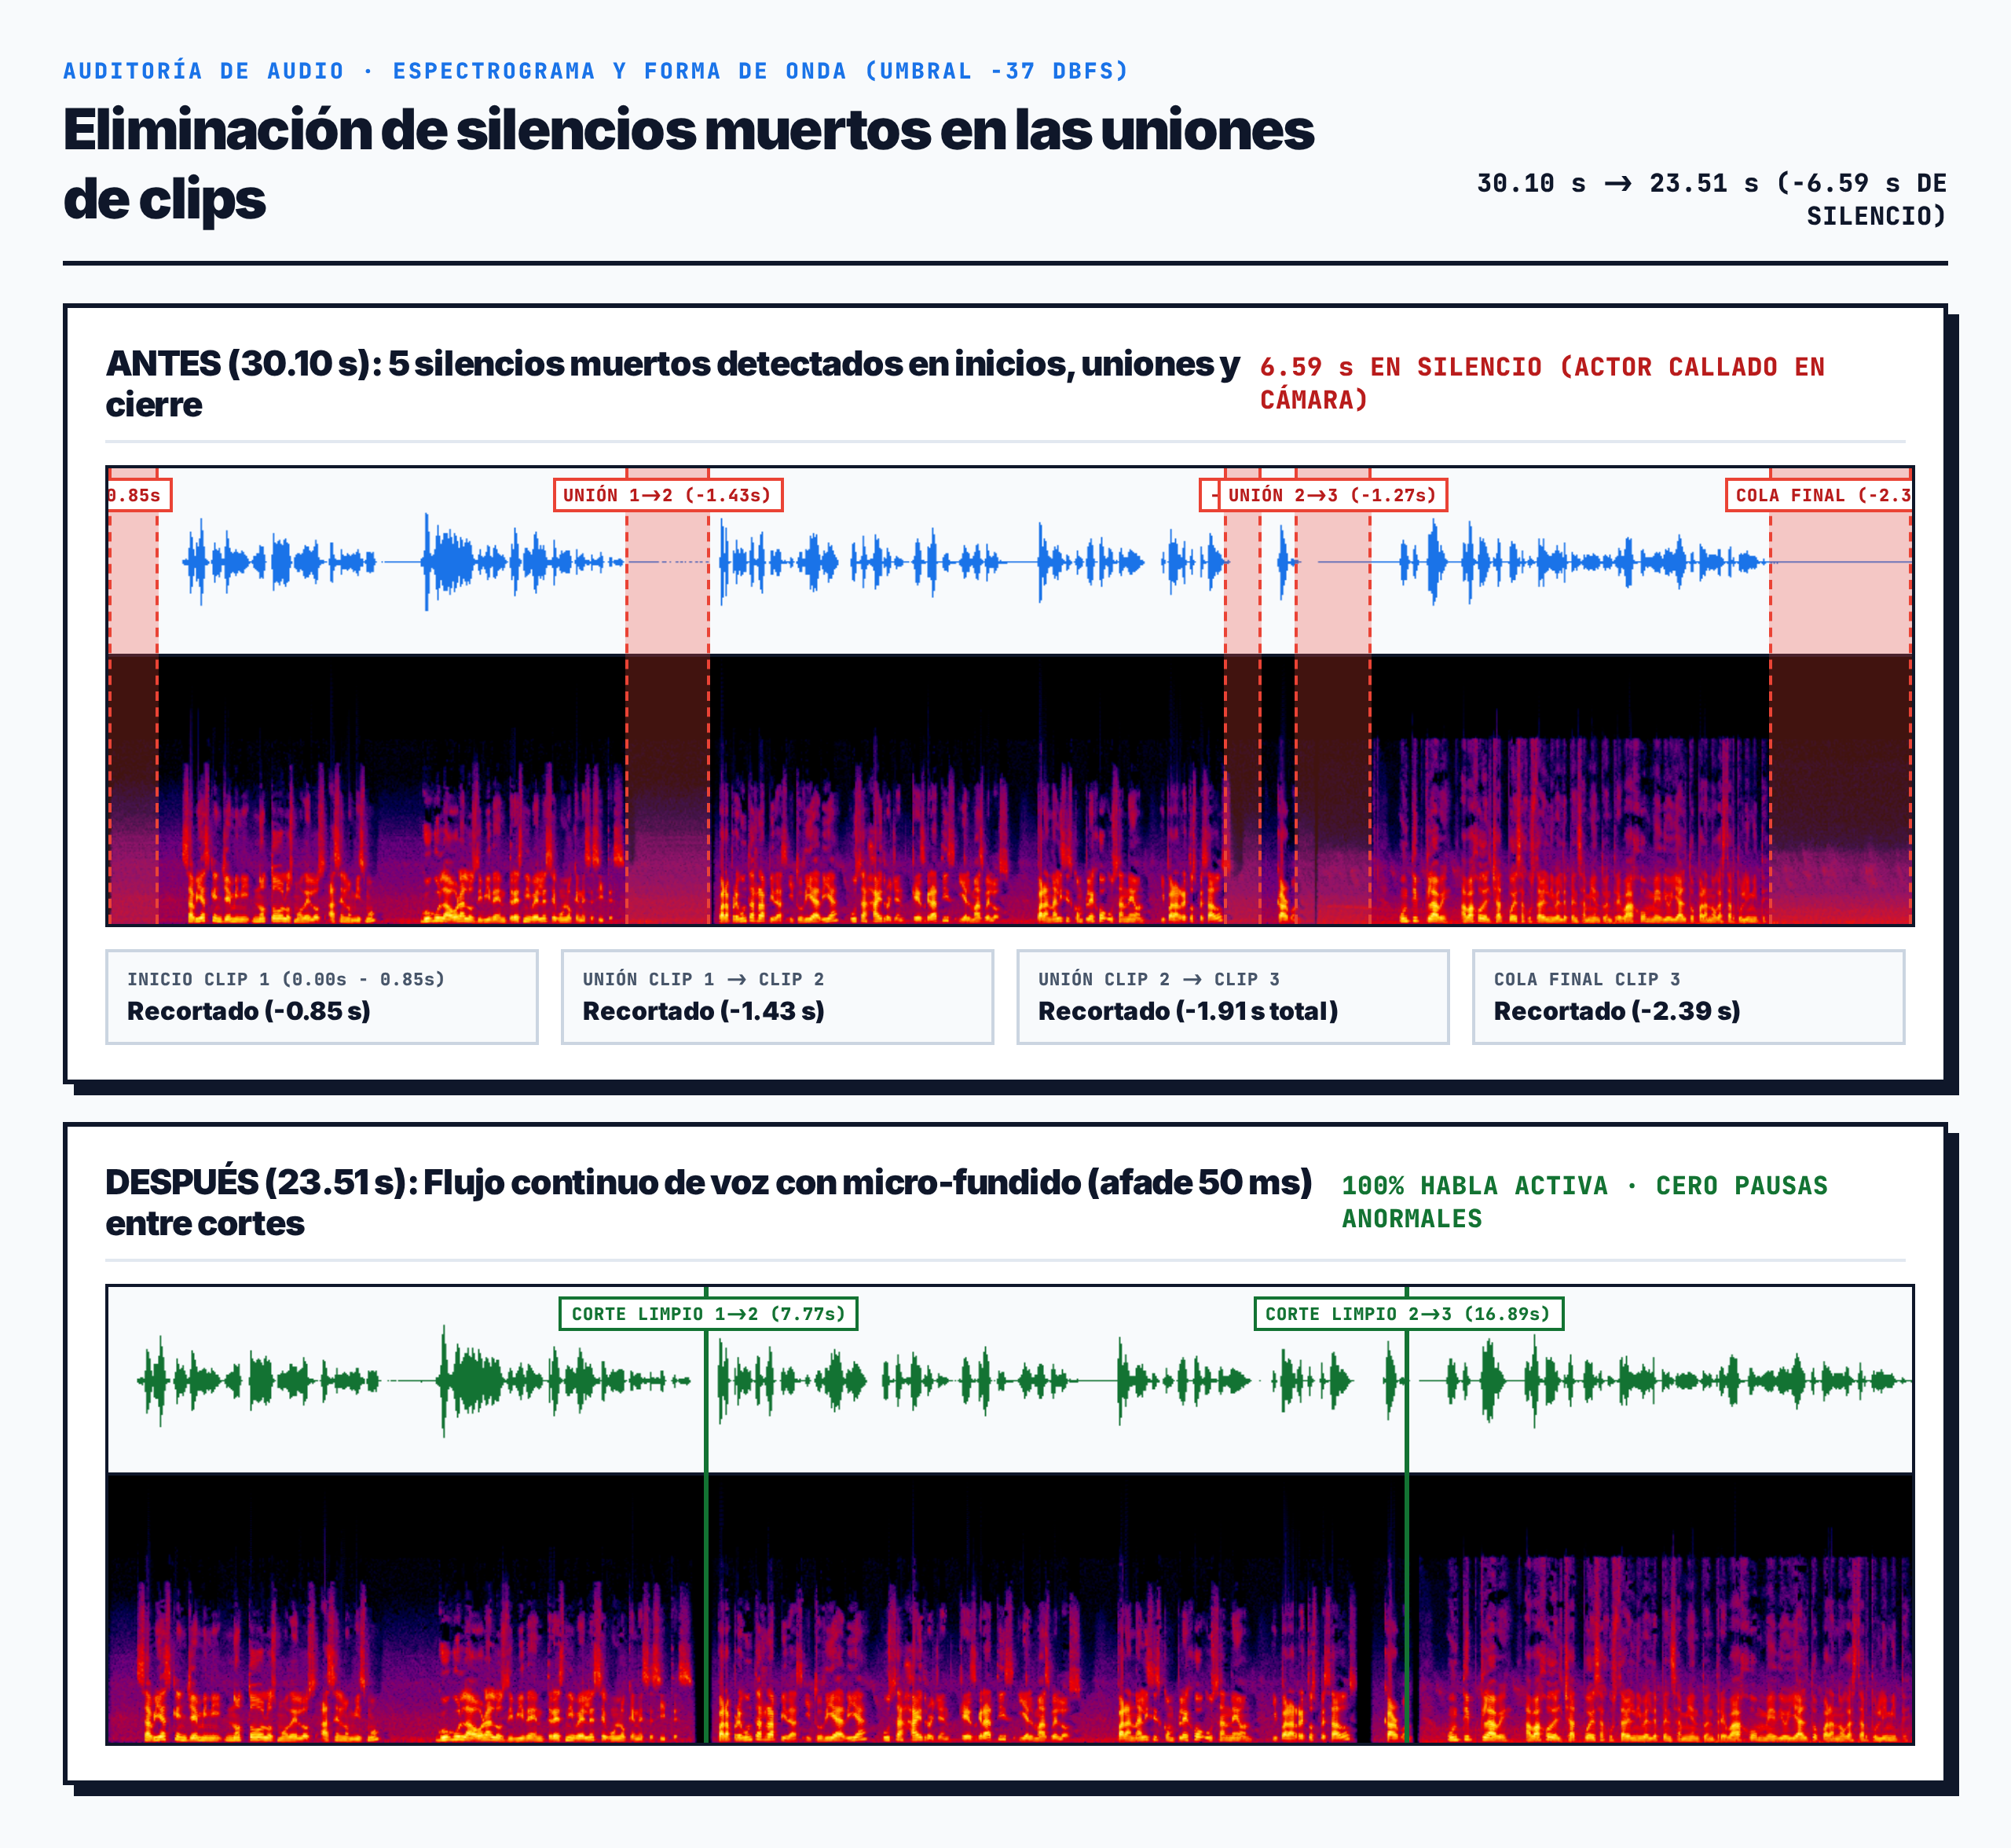 AUDITORÍA DE AUDIO · ESPECTROGRAMA Y FORMA DE ONDA (UMBRAL -37 DBFS)
Eliminación de silencios muertos en las uniones
de clips
30.10 s → 23.51 s (-6.59 s DE
SILENCIO)
ANTES (30.10 s): 5 silencios muertos detectados en inicios, uniones y
cierre
6.59 s EN SILENCIO (ACTOR CALLADO EN
CÁMARA)
0.85s
UNIÓN 1→2 (-1.43s)
-
UNIÓN 2→3 (-1.27s)
COLA FINAL (-2.3
INICIO CLIP 1 (0.00s - 0.85s)
Recortado (-0.85 s)
UNIÓN CLIP 1 → CLIP 2
Recortado (-1.43 s)
UNIÓN CLIP 2 → CLIP 3
Recortado (-1.91 s total)
COLA FINAL CLIP 3
Recortado (-2.39 s)
DESPUÉS (23.51 s): Flujo continuo de voz con micro-fundido (afade 50 ms)
entre cortes
100% HABLA ACTIVA · CERO PAUSAS
ANORMALES
CORTE LIMPIO 1→2 (7.77s)
CORTE LIMPIO 2→3 (16.89s)